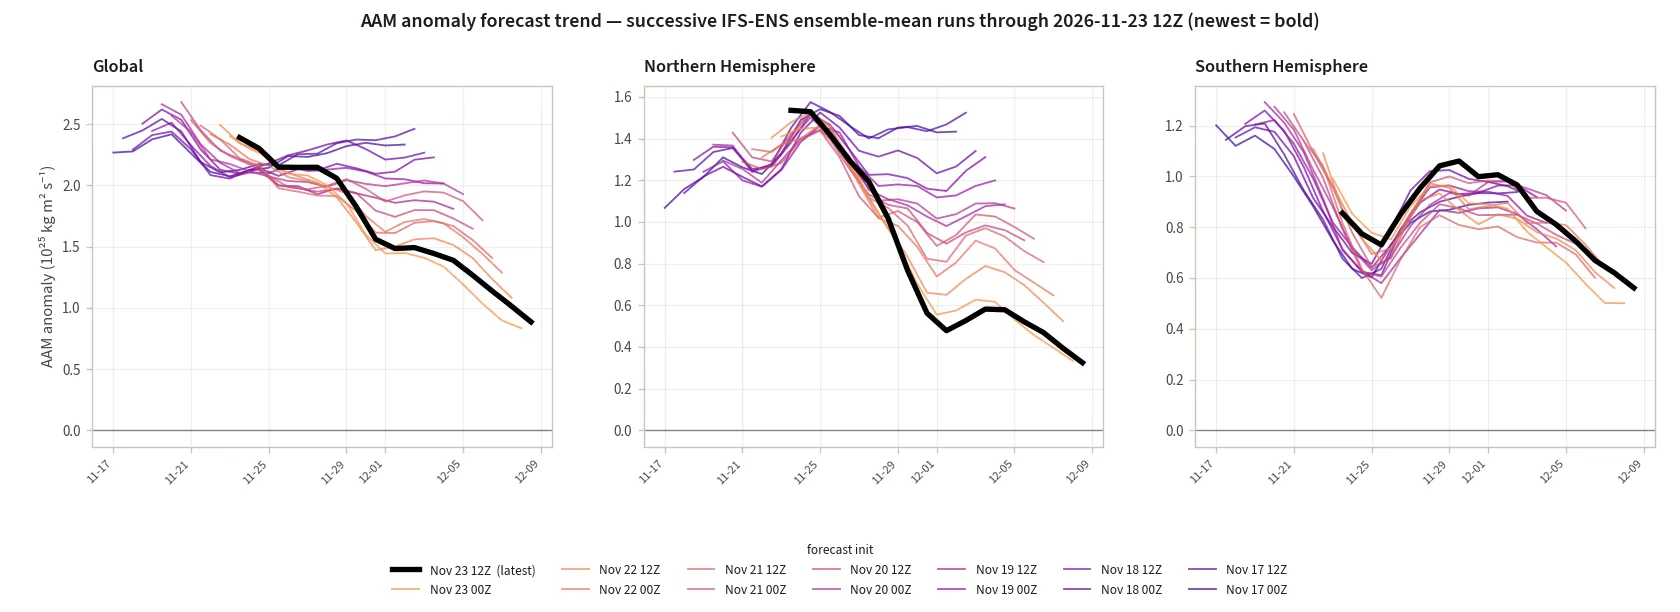 AAM anomaly forecast trend — successive IFS-ENS ensemble-mean runs through 2026-11-23 12Z (newest = bold)
Global
Northern Hemisphere
Southern Hemisphere
AAM anomaly (10²⁵ kg m² s⁻¹)
2.5
2.0
1.5
1.0
0.5
0.0
11-17
11-21
11-25
11-29
12-01
12-05
12-09
1.6
1.4
1.2
1.0
0.8
0.6
0.4
0.2
0.0
11-17
11-21
11-25
11-29
12-01
12-05
12-09
1.2
1.0
0.8
0.6
0.4
0.2
0.0
11-17
11-21
11-25
11-29
12-01
12-05
12-09
forecast init
Nov 23 12Z (latest)
Nov 22 12Z
Nov 21 12Z
Nov 20 12Z
Nov 19 12Z
Nov 18 12Z
Nov 17 12Z
Nov 23 00Z
Nov 22 00Z
Nov 21 00Z
Nov 20 00Z
Nov 19 00Z
Nov 18 00Z
Nov 17 00Z